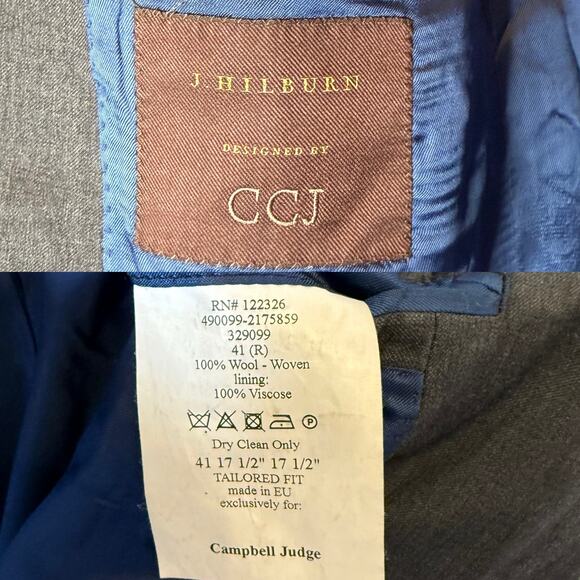 J.HILBURN
DESIGNED BY
CCJ
RN# 122326
490099-2175859
329099
41 (R)
100% Wool - Woven
lining:
100% Viscose
P
Dry Clean Only
41 17 1/2" 17 1/2"
TAILORED FIT
made in EU
exclusively for:
Campbell Judge